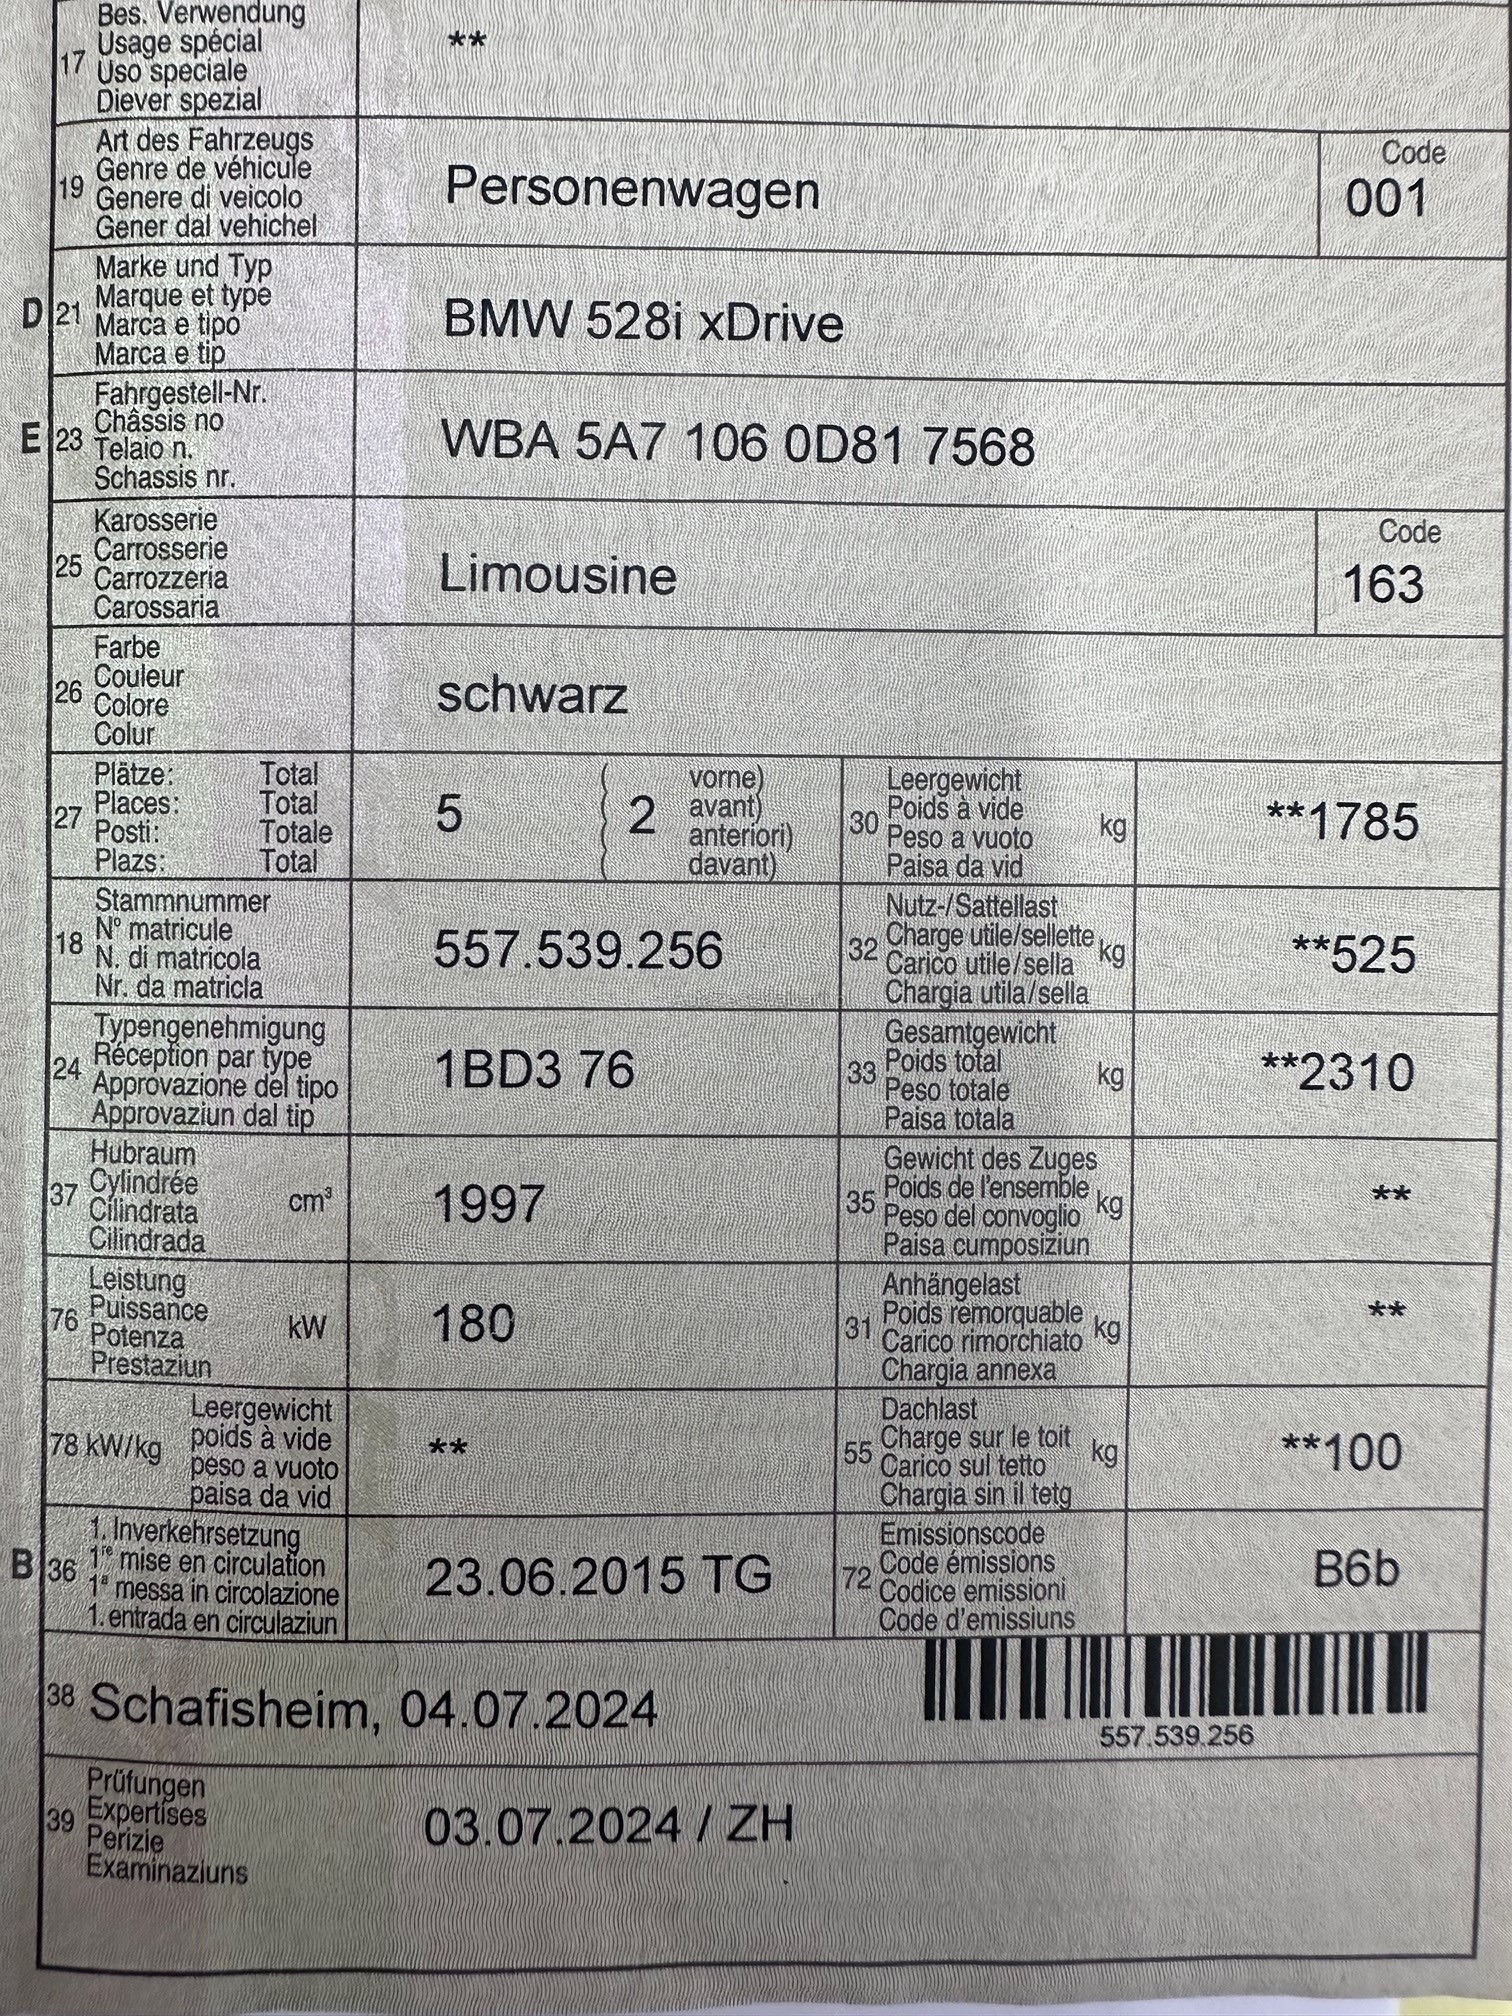 17 Bes. Verwendung
Usage spécial
Uso speciale
Diever spezial
**
19 Art des Fahrzeugs
Genre de véhicule
Genere di veicolo
Gener dal vehichel
Personenwagen
Code
001
D 21 Marke und Typ
Marque et type
Marca e tipo
Marca e tip
BMW 528i xDrive
E 23 Fahrgestell-Nr.
Châssis no
Telaio n.
Schassis nr.
WBA 5A7 106 0D81 7568
25 Karosserie
Carrosserie
Carrozzeria
Carossaria
Limousine
Code
163
26 Farbe
Couleur
Colore
Colur
schwarz
27 Plätze: Total
Places: Total
Posti: Totale
Plazs: Total
5 ( 2 vorne)
( avant)
( anteriori)
( davant)
30 Leergewicht
Poids à vide
Peso a vuoto kg
Paisa da vid
**1785
18 Stammnummer
N° matricule
N. di matricola
Nr. da matricla
557.539.256
32 Nutz-/Sattellast
Charge utile/sellette kg
Carico utile/sella
Chargia utila/sella
**525
24 Typengenehmigung
Réception par type
Approvazione del tipo
Approvaziun dal tip
1BD3 76
33 Gesamtgewicht
Poids total
Peso totale kg
Paisa totala
**2310
37 Hubraum
Cylindrée
Cilindrata cm³
Cilindrada
1997
35 Gewicht des Zuges
Poids de l'ensemble kg
Peso del convoglio
Paisa cumposiziun
**
76 Leistung
Puissance
Potenza kW
Prestaziun
180
31 Anhängelast
Poids remorquable kg
Carico rimorchiato
Chargia annexa
**
78 kW/kg Leergewicht
poids à vide
peso a vuoto
paisa da vid
**
55 Dachlast
Charge sur le toit kg
Carico sul tetto
Chargia sin il tetg
**100
B 36 1. Inverkehrsetzung
1re mise en circulation
1a messa in circolazione
1. entrada en circulaziun
23.06.2015 TG
72 Emissionscode
Code émissions
Codice emissioni
Code d'emissiuns
B6b
38 Schafisheim, 04.07.2024
557.539.256
39 Prüfungen
Expertises
Perizie
Examinaziuns
03.07.2024 / ZH